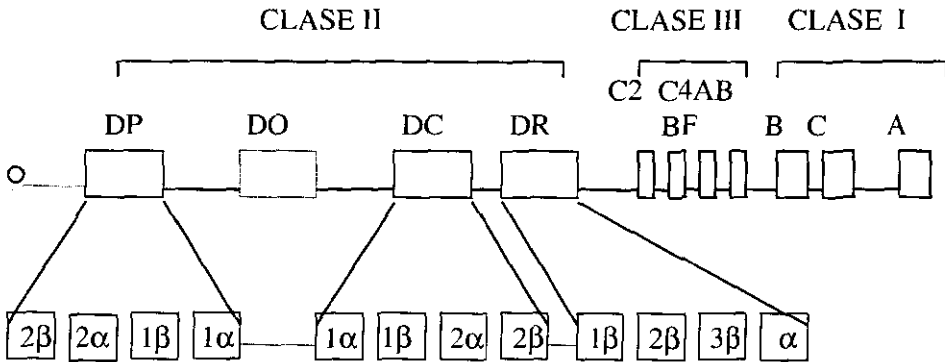 CLASE II CLASE III CLASE I
C2 C4AB
DP DO DC DR BF B C A
2β 2α 1β 1α 1α 1β 2α 2β 1β 2β 3β α